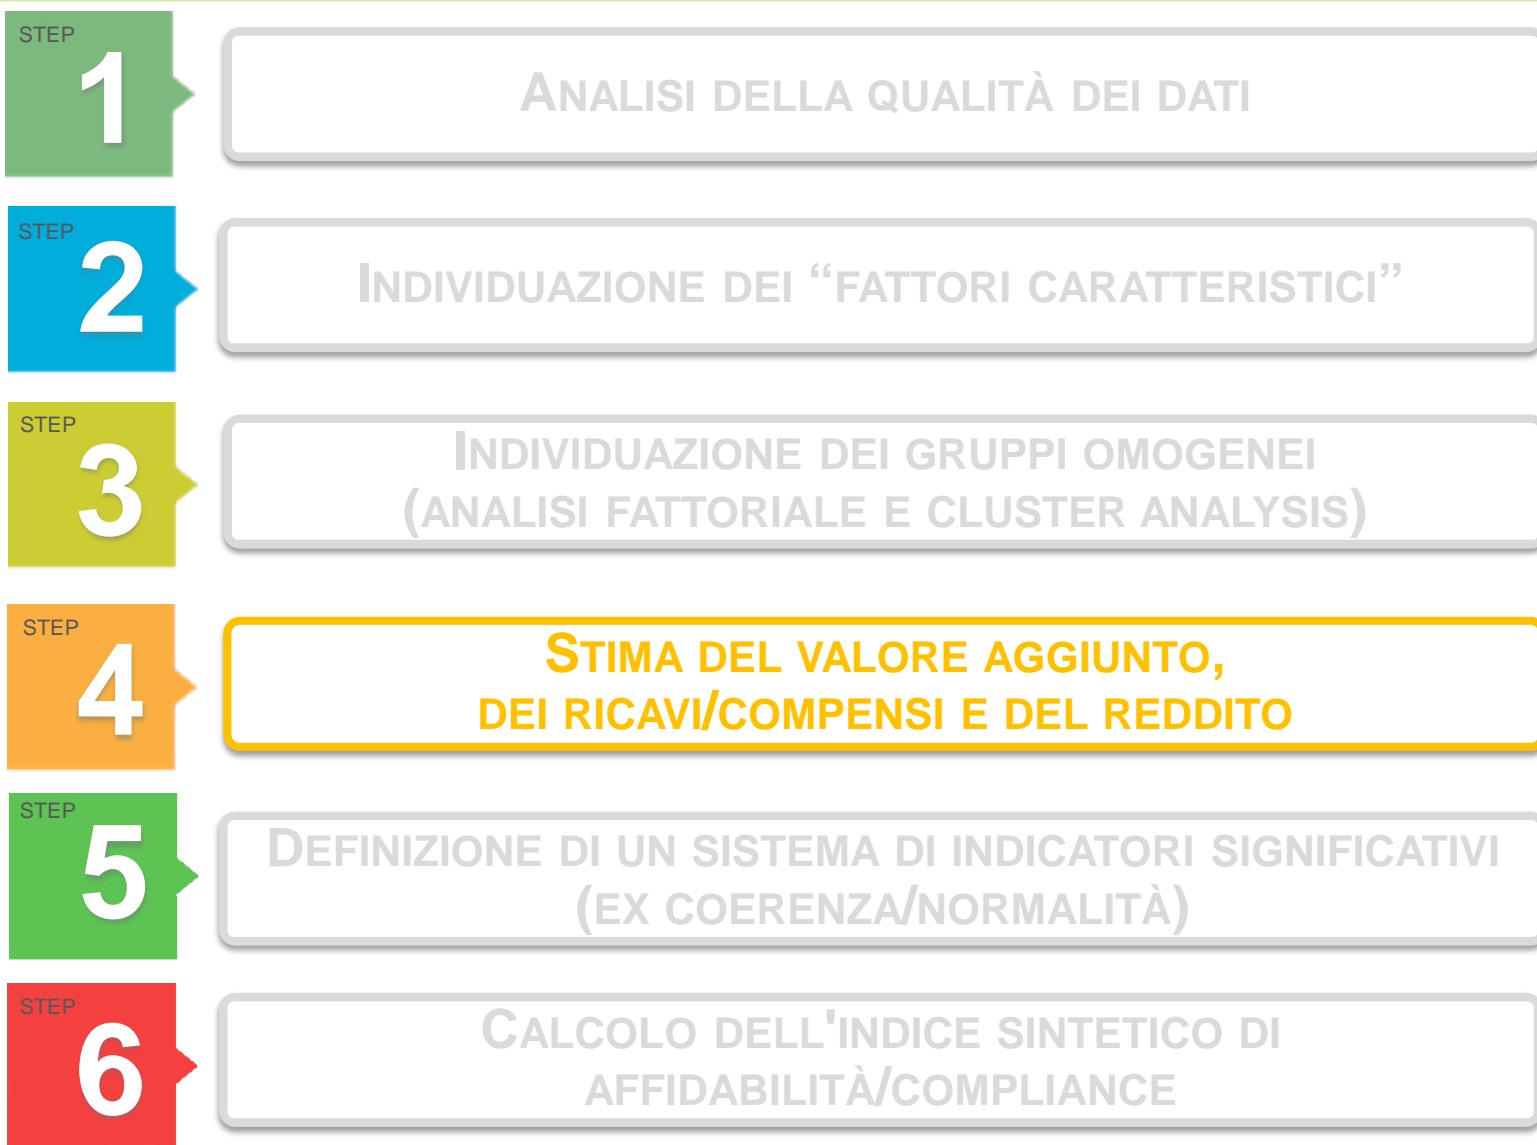 STEP
1
ANALISI DELLA QUALITÀ DEI DATI
STEP
2
INDIVIDUAZIONE DEI “FATTORI CARATTERISTICI”
STEP
3
INDIVIDUAZIONE DEI GRUPPI OMOGENEI
(ANALISI FATTORIALE E CLUSTER ANALYSIS)
STEP
4
STIMA DEL VALORE AGGIUNTO,
DEI RICAVI/COMPENSI E DEL REDDITO
STEP
5
DEFINIZIONE DI UN SISTEMA DI INDICATORI SIGNIFICATIVI
(EX COERENZA/NORMALITÀ)
STEP
6
CALCOLO DELL'INDICE SINTETICO DI
AFFIDABILITÀ/COMPLIANCE